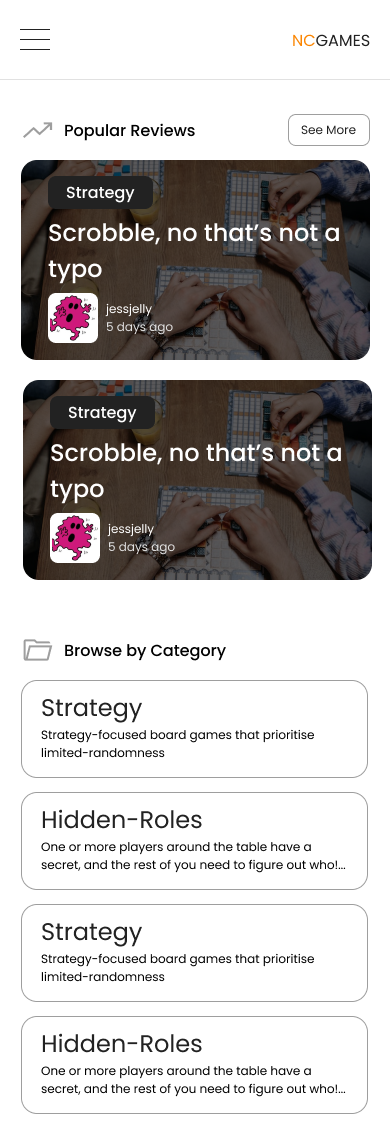 NCGAMES
Popular Reviews
See More
Strategy
Scrobble, no that's not a
typo
jessjelly
5 days ago
Strategy
Scrobble, no that's not a
typo
jessjelly
5 days ago
Browse by Category
Strategy
Strategy-focused board games that prioritise
limited-randomness
Hidden-Roles
One or more players around the table have a
secret, and the rest of you need to figure out who!...
Strategy
Strategy-focused board games that prioritise
limited-randomness
Hidden-Roles
One or more players around the table have a
secret, and the rest of you need to figure out who!...